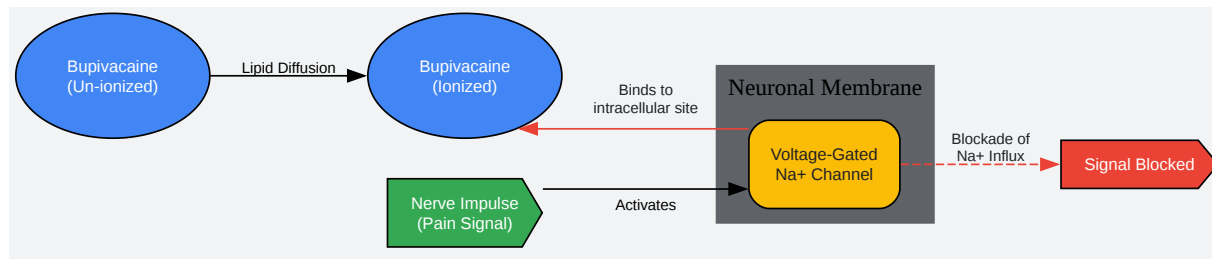 Bupivacaine
(Un-ionized)
Lipid Diffusion
Bupivacaine
(Ionized)
Binds to
intracellular site
Neuronal Membrane
Voltage-Gated
Na+ Channel
Blockade of
Na+ Influx
Signal Blocked
Nerve Impulse
(Pain Signal)
Activates